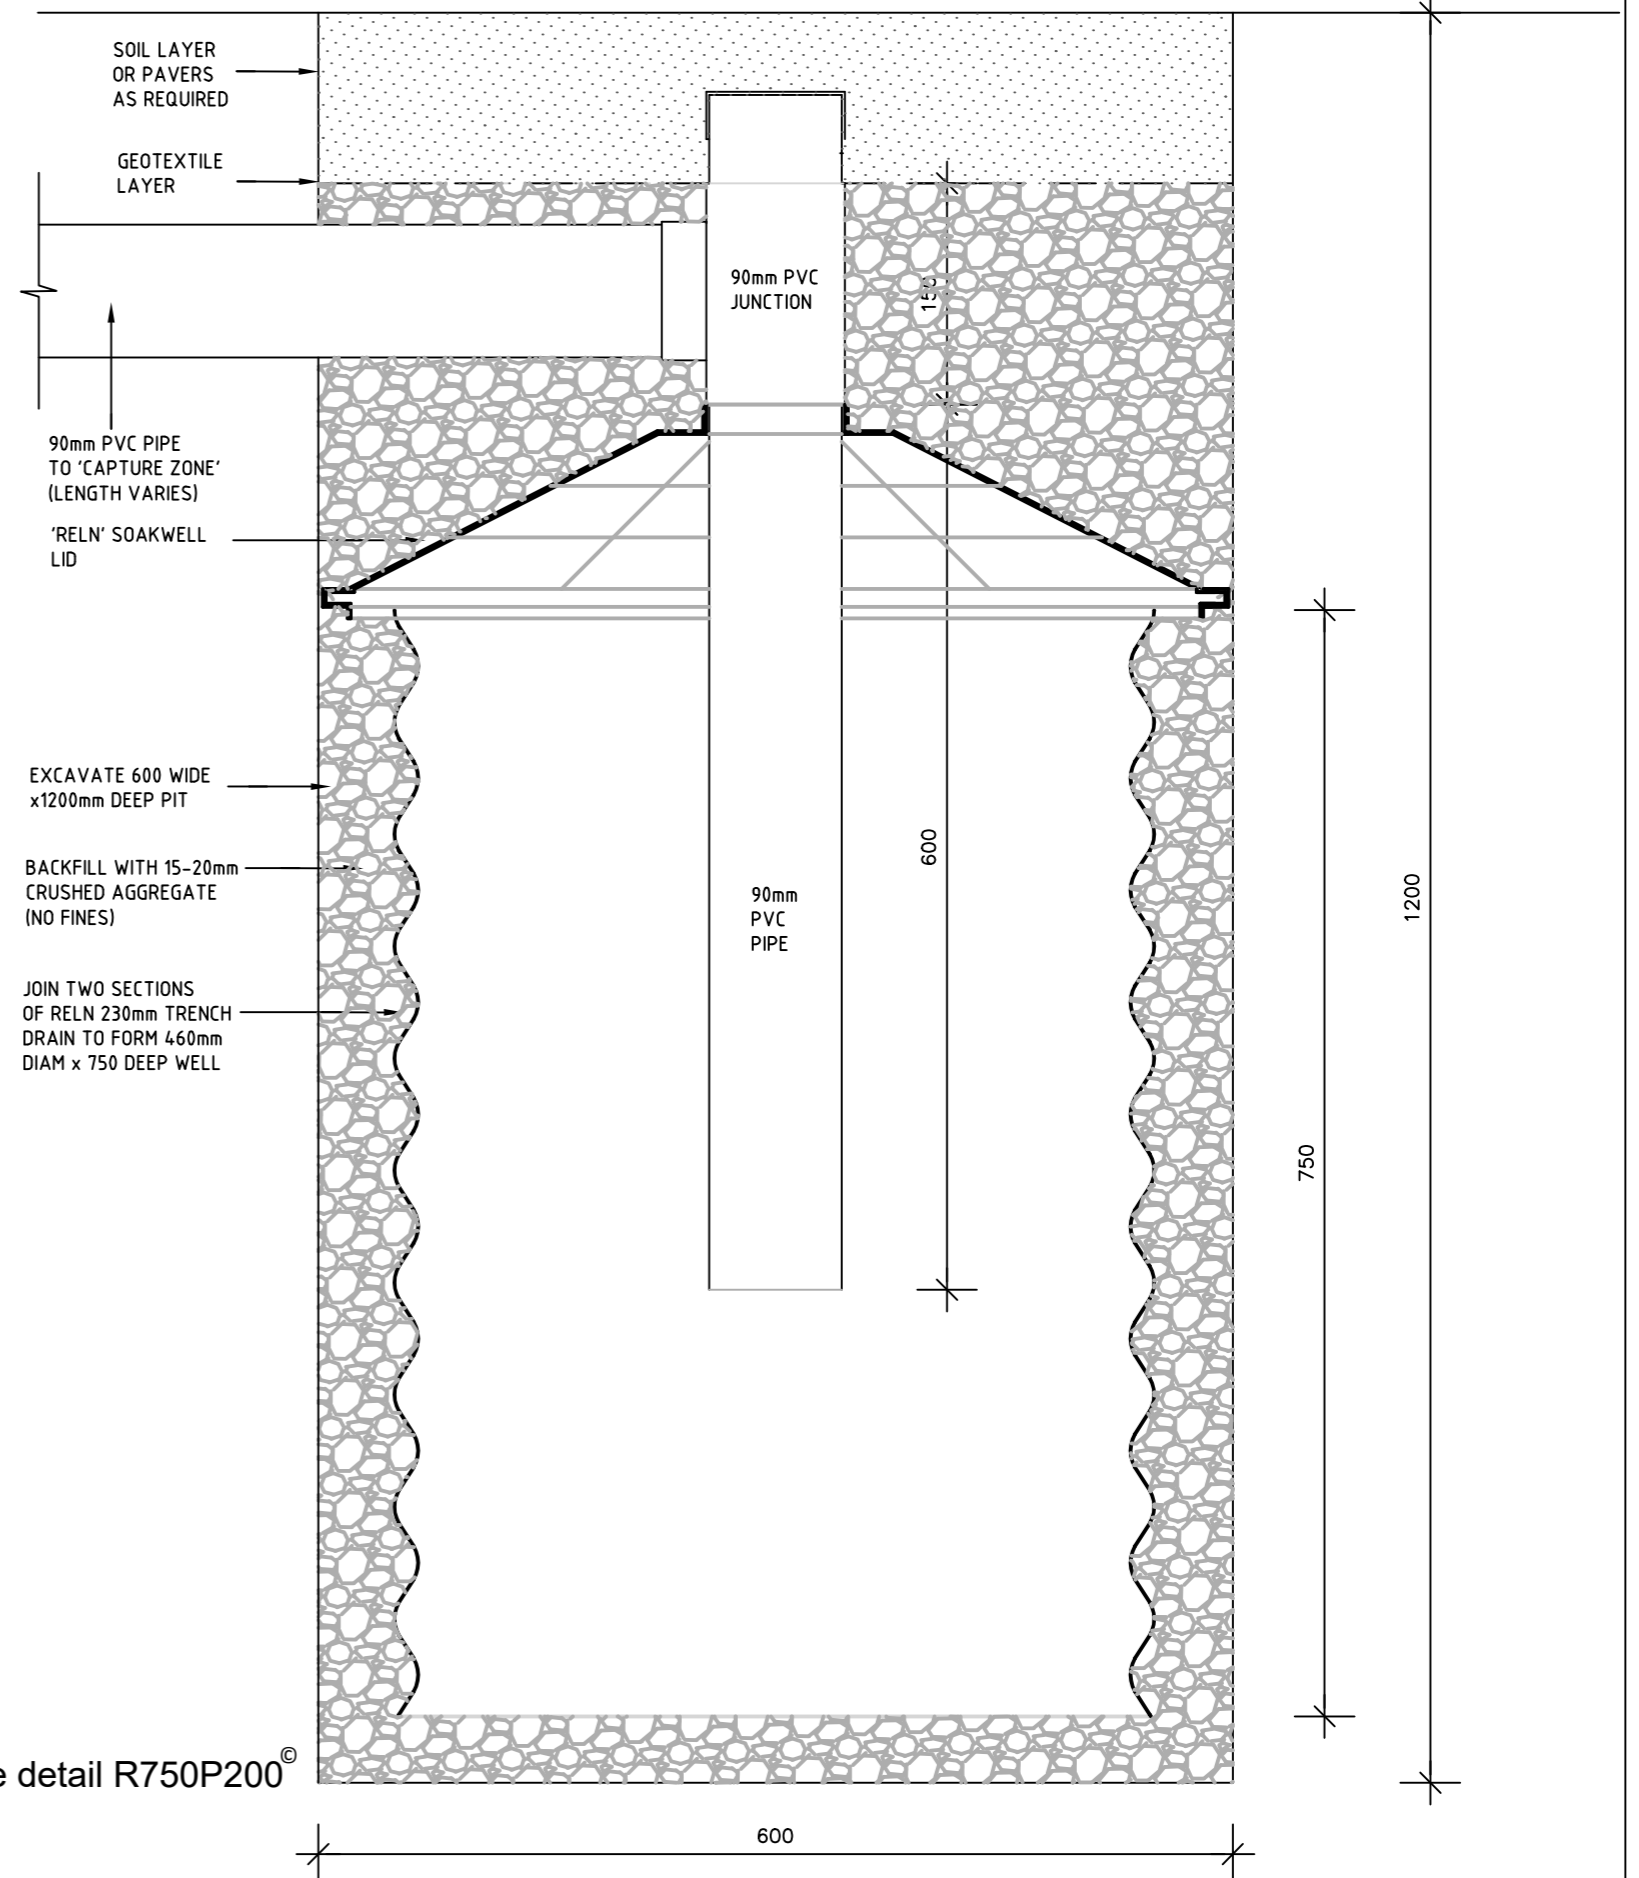 SOIL LAYER
OR PAVERS
AS REQUIRED
GEOTEXTILE
LAYER
90mm PVC
JUNCTION
150
90mm PVC PIPE
TO 'CAPTURE ZONE'
(LENGTH VARIES)
'RELN' SOAKWELL
LID
EXCAVATE 600 WIDE
x1200mm DEEP PIT
BACKFILL WITH 15-20mm
CRUSHED AGGREGATE
(NO FINES)
JOIN TWO SECTIONS
OF RELN 230mm TRENCH
DRAIN TO FORM 460mm
DIAM x 750 DEEP WELL
90mm
PVC
PIPE
600
750
1200
e detail R750P200©
600